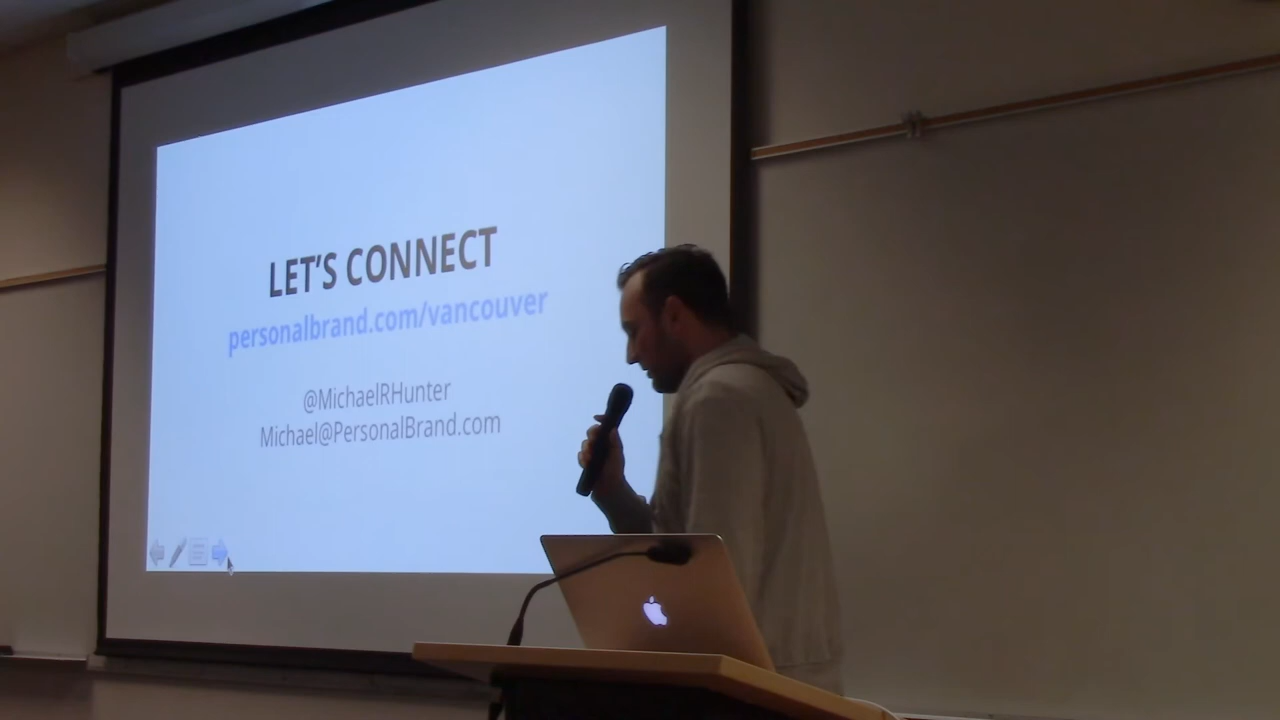 LET'S CONNECT
personalbrand.com/vancouver
@MichaelRHunter
Michael@PersonalBrand.com